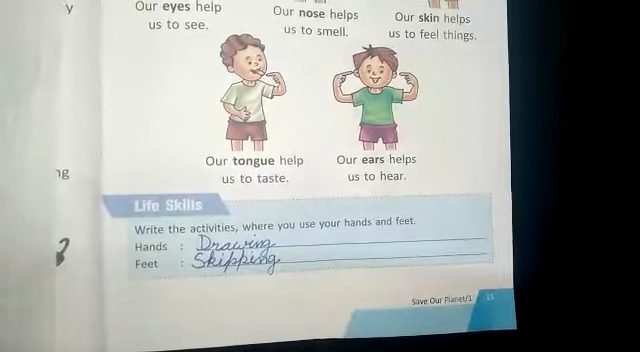 y
Our eyes help
us to see.
Our nose helps
us to smell.
Our skin helps
us to feel things.
Our tongue help
us to taste.
Our ears helps
us to hear.
ng
Life Skills
Write the activities, where you use your hands and feet.
Hands : Drawing
Feet : Skipping
Save Our Planet/1 15